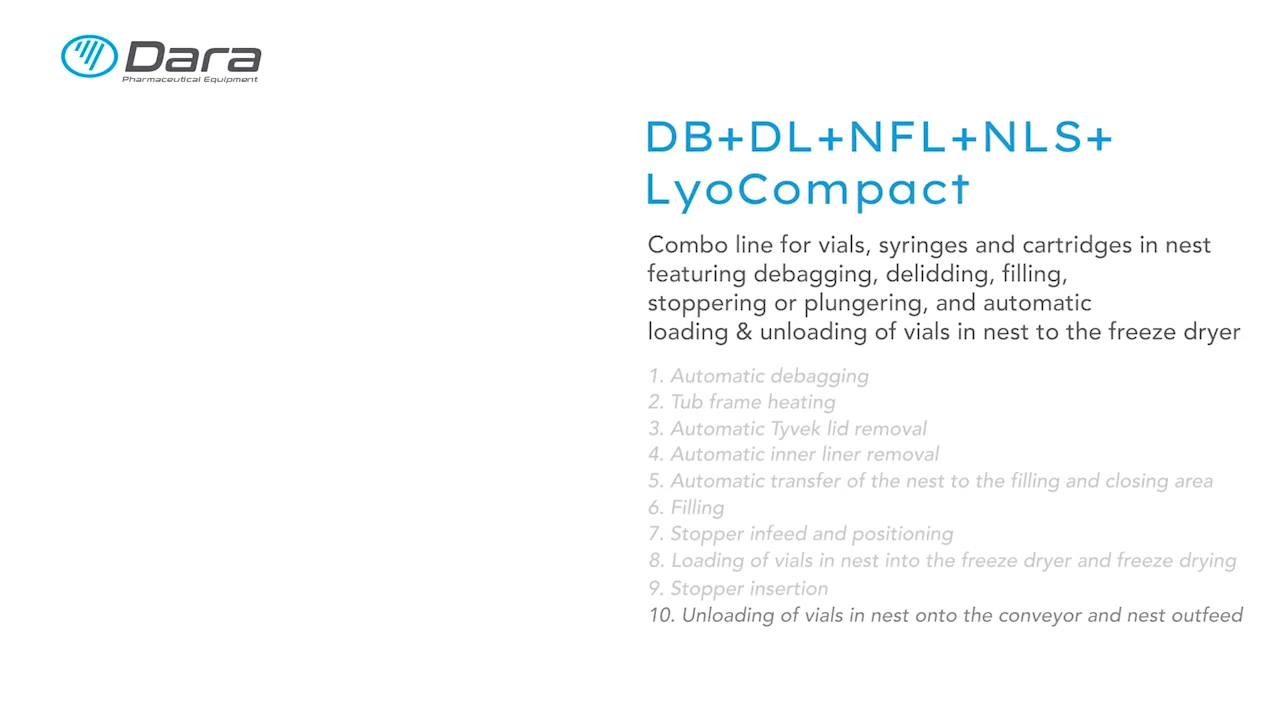 Dara
Pharmaceutical Equipment
DB+DL+NFL+NLS+
LyoCompact
Combo line for vials, syringes and cartridges in nest
featuring debagging, delidding, filling,
stoppering or plungering, and automatic
loading & unloading of vials in nest to the freeze dryer
1. Automatic debagging
2. Tub frame heating
3. Automatic Tyvek lid removal
4. Automatic inner liner removal
5. Automatic transfer of the nest to the filling and closing area
6. Filling
7. Stopper infeed and positioning
8. Loading of vials in nest into the freeze dryer and freeze drying
9. Stopper insertion
10. Unloading of vials in nest onto the conveyor and nest outfeed